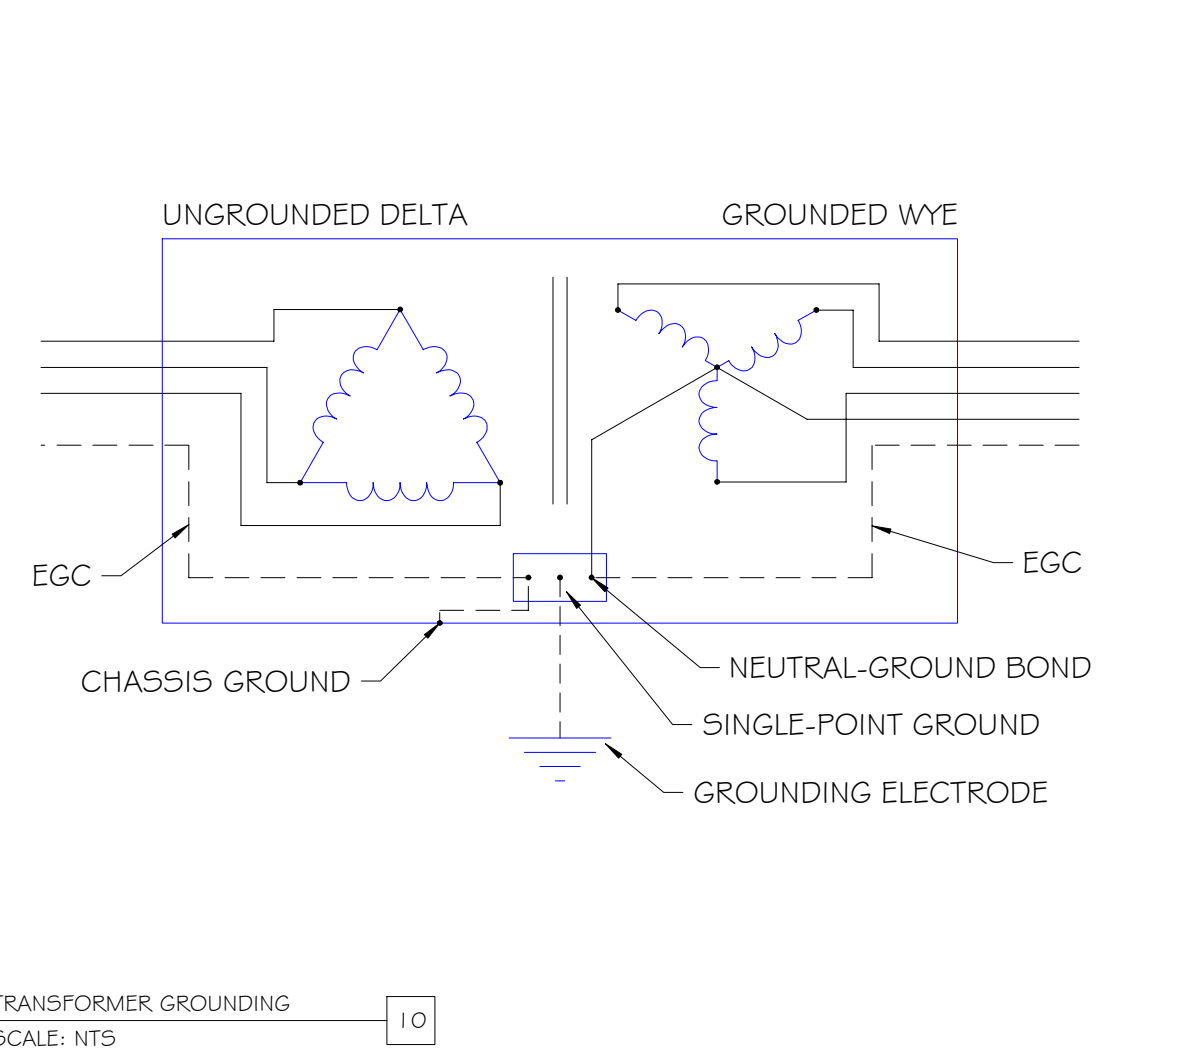 UNGROUNDED DELTA
GROUNDED WYE
EGC
EGC
CHASSIS GROUND
NEUTRAL-GROUND BOND
SINGLE-POINT GROUND
GROUNDING ELECTRODE
TRANSFORMER GROUNDING
10
SCALE: NTS